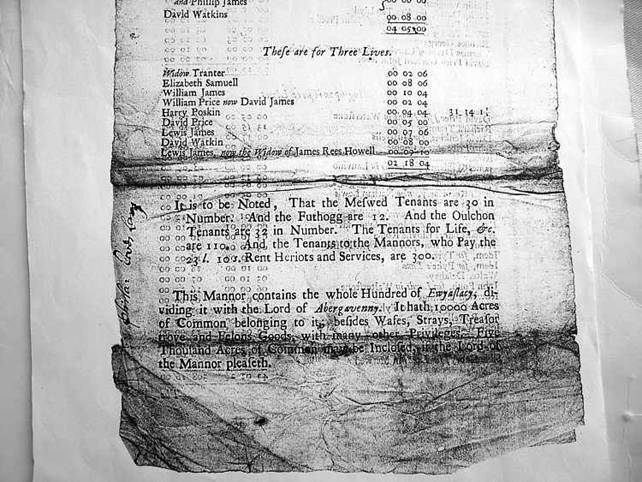 and Phillip James
David Watkins 00 08 00
04 05 00
These are for Three Lives.
Widow Tranter 00 02 06
Elizabeth Samuell 00 08 06
William James 00 10 04
William Price now David James 00 02 04
Harry Poskin 00 04 04
David Price 00 05 00
Lewis James 00 07 06
David Watkin 00 08 00
Lewis James, now the Widow of James Rees Howell 00 09 10
02 18 04
It is to be Noted, That the Meſwed Tenants are 30 in
Number. And the Futhogg are 12. And the Oulchon
Tenants are 32 in Number. The Tenants for Life, &c.
are 110. And, the Tenants to the Mannors, who Pay the
23 l. 10 s. Rent Heriots and Services, are 300.
This Mannor contains the whole Hundred of Ewyaſlacy, di-
viding it with the Lord of Abergavenny. It hath 10000 Acres
of Common belonging to it, beſides Wafes, Strays, Treaſor
trove and Felons Goods, with many other Privileges. Five
Thouſand Acres of Common may be Incloſed, if the Lord of
the Mannor pleaſeth.